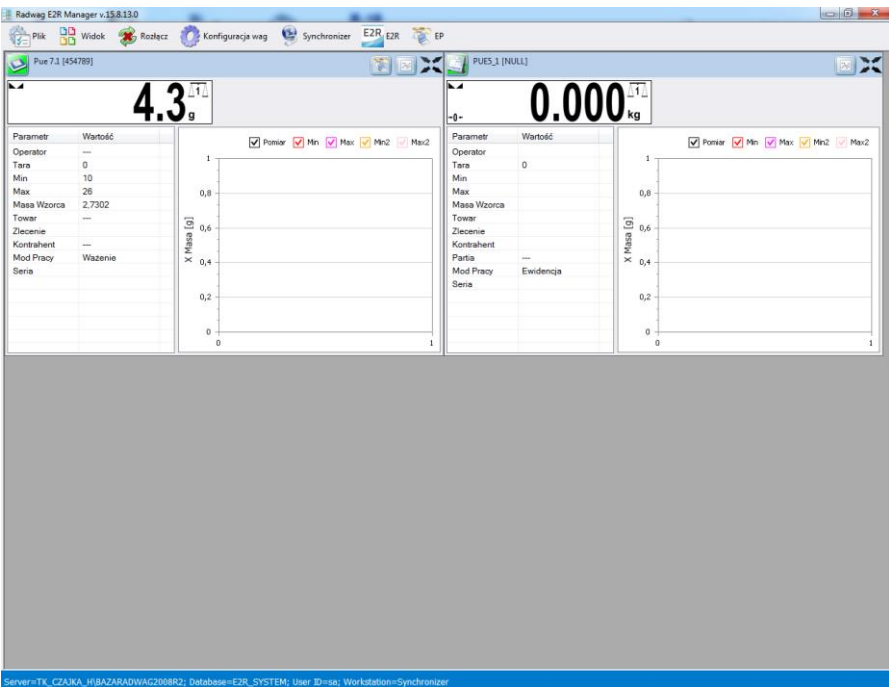 Radwag E2R Manager v.15.8.13.0
Plik Widok Rozłącz Konfiguracja wag Synchronizer E2R E2R EP
Pue 7.1 [454789]
4.3 g
1
Parametr Wartość
Operator ---
Tara 0
Min 10
Max 26
Masa Wzorca 2,7302
Towar ---
Zlecenie
Kontrahent ---
Mod Pracy Ważenie
Seria
Pomiar Min Max Min2 Max2
X Masa [g]
1
0,8
0,6
0,4
0,2
0
0 1
PUE5_1 [NULL]
-0- 0.000 kg
1
Parametr Wartość
Operator
Tara 0
Min
Max
Masa Wzorca
Towar
Zlecenie
Kontrahent
Partia ---
Mod Pracy Ewidencja
Seria
Pomiar Min Max Min2 Max2
X Masa [g]
1
0,8
0,6
0,4
0,2
0
0 1
Server=TK_CZAJKA_H\BAZARADWAG2008R2; Database=E2R_SYSTEM; User ID=sa; Workstation=Synchronizer